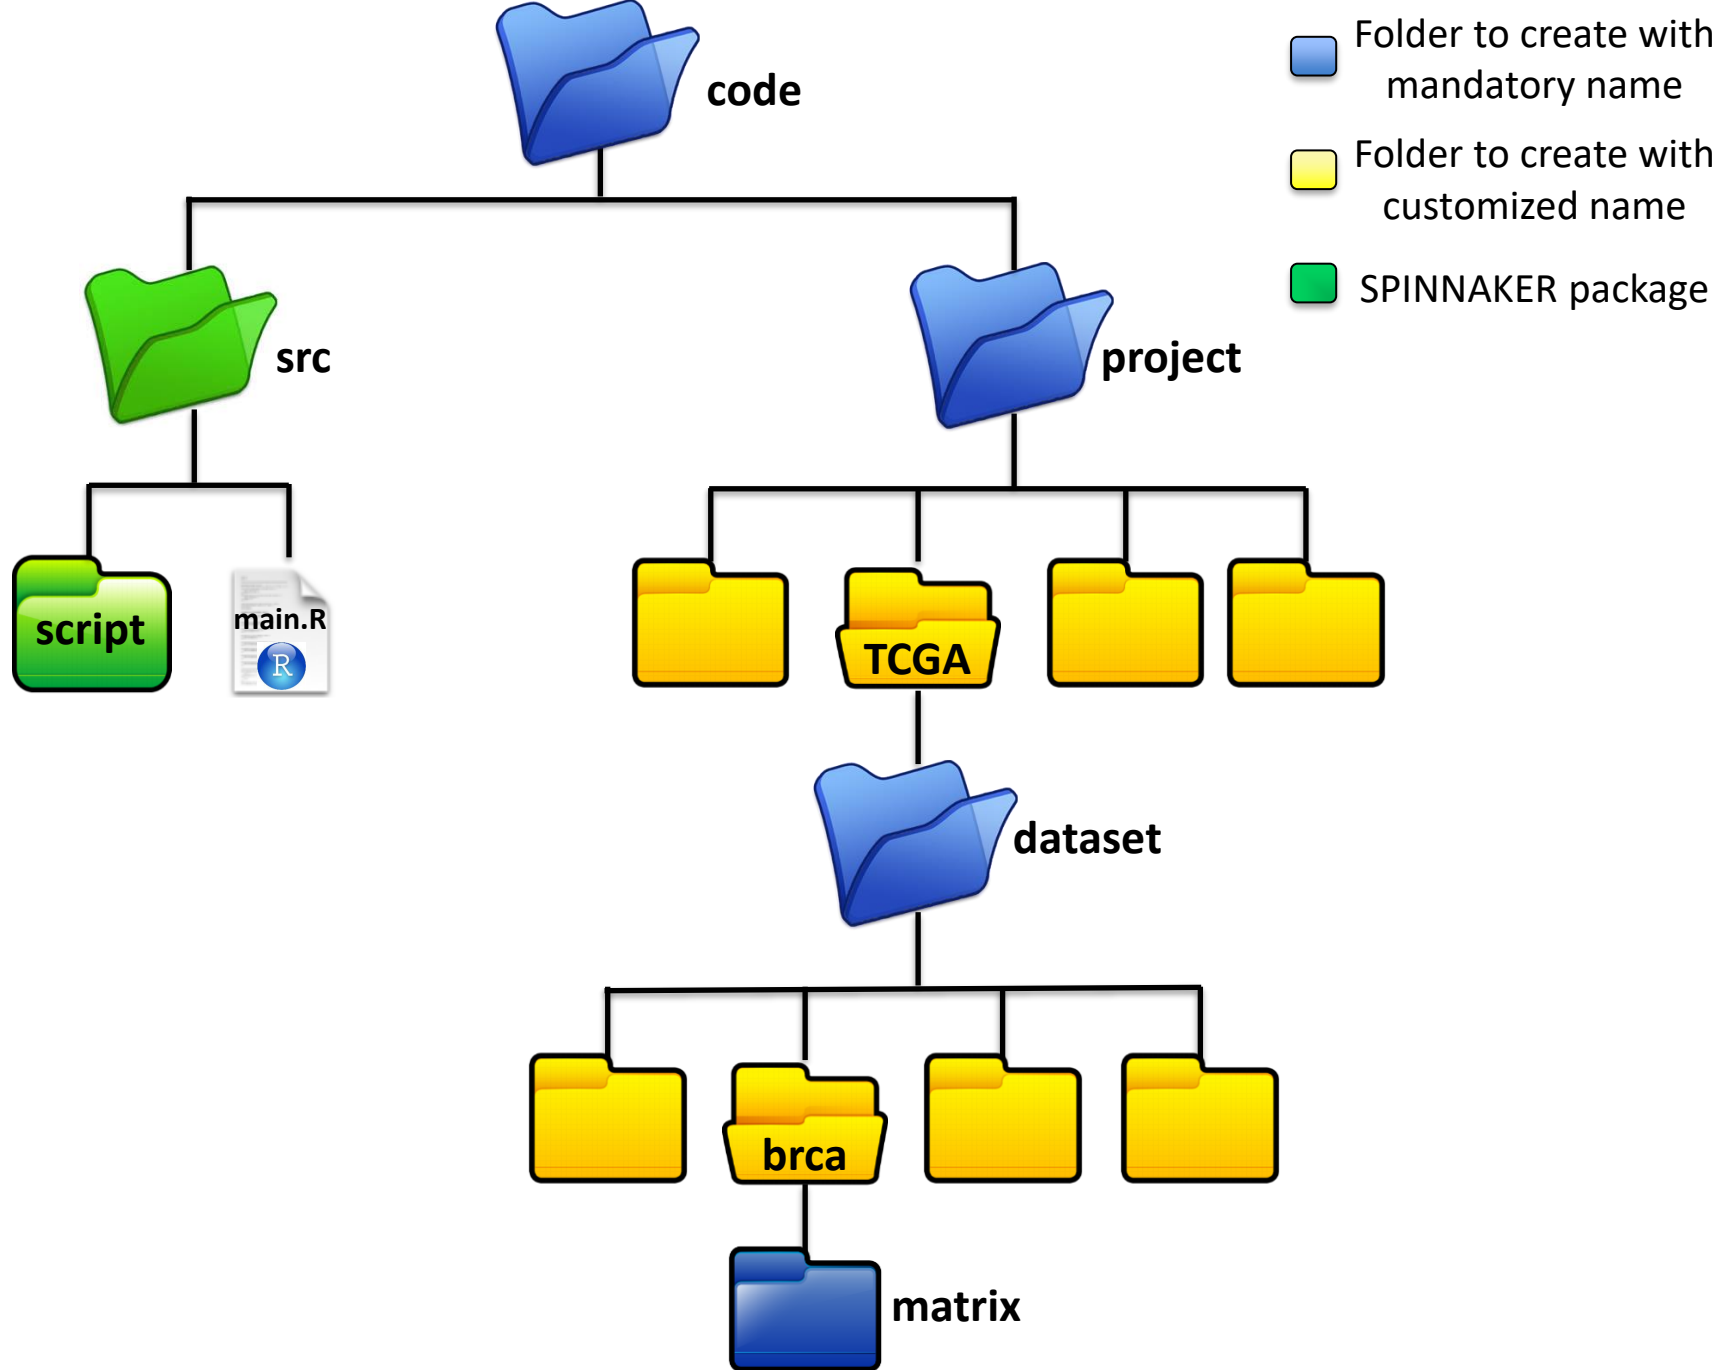 code
Folder to create with
mandatory name
Folder to create with
customized name
SPINNAKER package
src
project
script
main.R
R
TCGA
dataset
brca
matrix